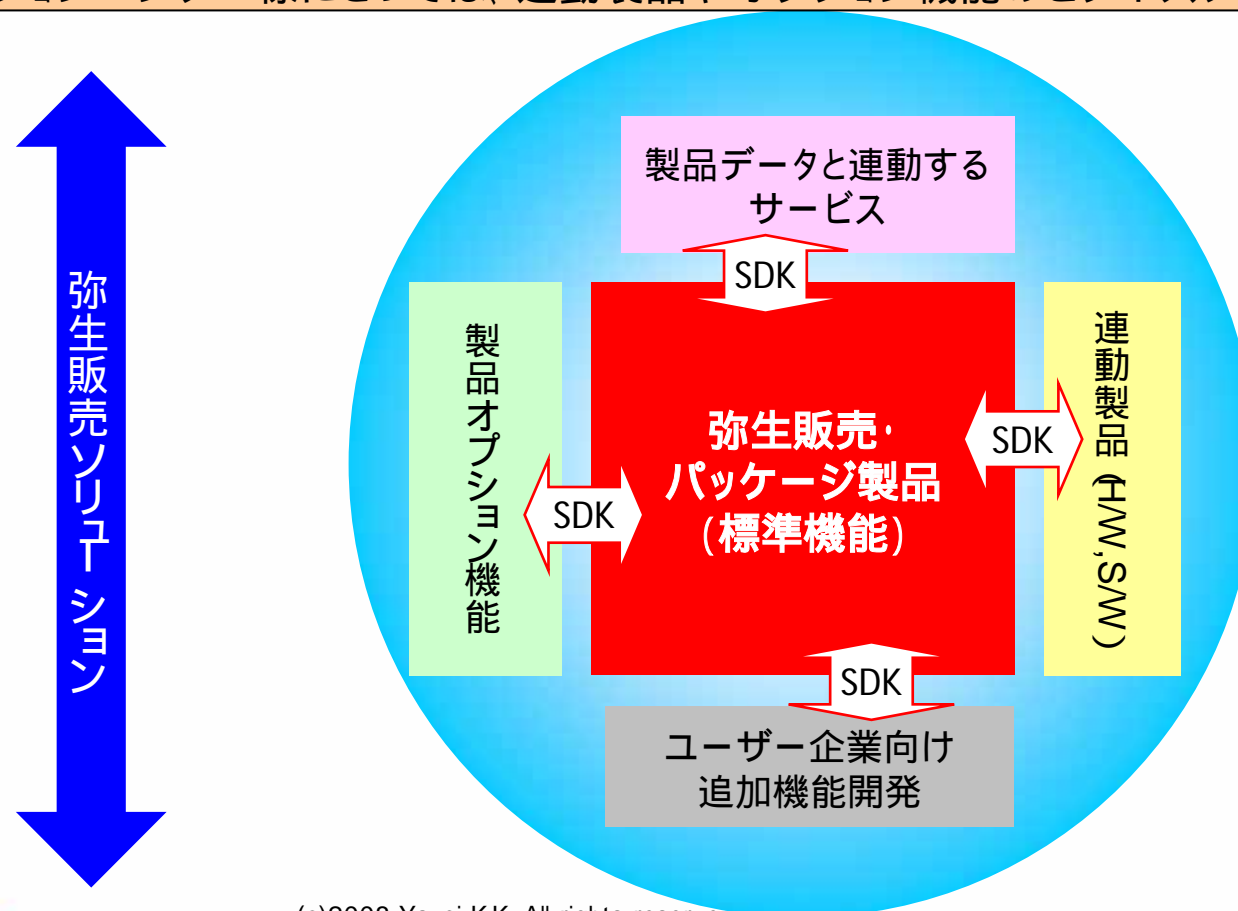 製品データと連動する
サービス
SDK
弥生販売ソリューション
製品オプション機能
SDK
弥生販売・
パッケージ製品
(標準機能)
SDK
連動製品(H/W,S/W)
SDK
ユーザー企業向け
追加機能開発